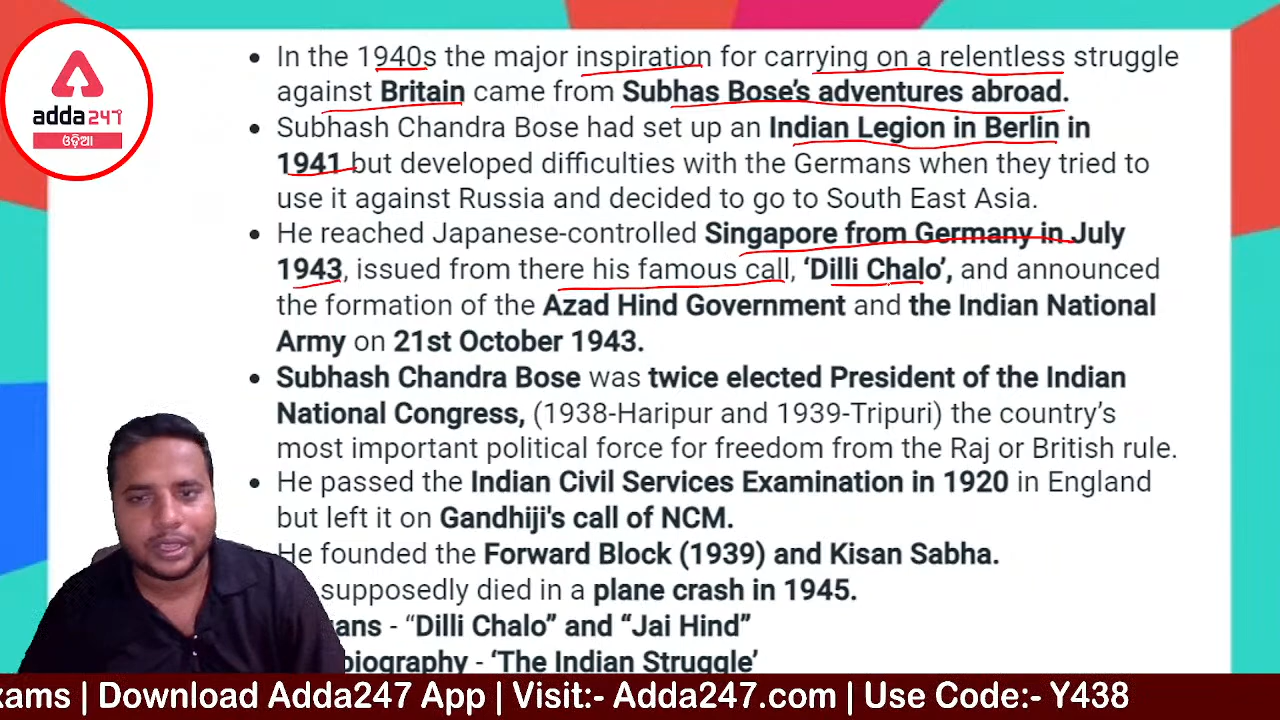 adda247
ଓଡ଼ିଆ
In the 1940s the major inspiration for carrying on a relentless struggle
against Britain came from Subhas Bose's adventures abroad.
Subhash Chandra Bose had set up an Indian Legion in Berlin in
1941 but developed difficulties with the Germans when they tried to
use it against Russia and decided to go to South East Asia.
He reached Japanese-controlled Singapore from Germany in July
1943, issued from there his famous call, ‘Dilli Chalo’, and announced
the formation of the Azad Hind Government and the Indian National
Army on 21st October 1943.
Subhash Chandra Bose was twice elected President of the Indian
National Congress, (1938-Haripur and 1939-Tripuri) the country's
most important political force for freedom from the Raj or British rule.
He passed the Indian Civil Services Examination in 1920 in England
but left it on Gandhiji's call of NCM.
He founded the Forward Block (1939) and Kisan Sabha.
supposedly died in a plane crash in 1945.
- “Dilli Chalo” and “Jai Hind”
- ‘The Indian Struggle’
| Download Adda247 App | Visit:- Adda247.com | Use Code:- Y438